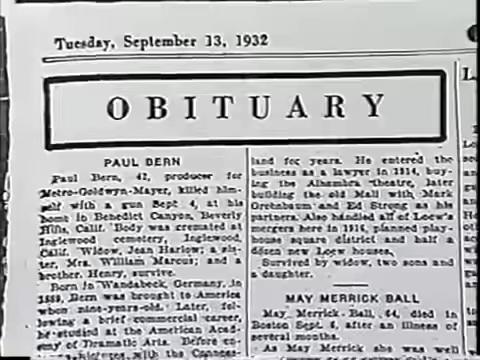 Tuesday, September 13, 1932
OBITUARY
PAUL BERN
Paul Bern, 42, producer for
Metro-Goldwyn-Mayer, killed him-
self with a gun Sept 4, at his
home in Benedict Canyon, Beverly
Hills, Calif. Body was cremated at
Inglewood cemetery, Inglewood,
Calif. Widow, Jean Harlow; a sis-
ter, Mrs. William Marcus; and a
brother, Henry, survive.
Born in Wandsbeck, Germany, in
1889, Bern was brought to America
when nine-years-old. Later, fol-
lowing a brief commercial career,
he studied at the American Acad-
emy of Dramatic Arts. Before en-
with the
land for years. He entered the
business as a lawyer in 1914, buy-
ing the Alhambra theatre, later
building the old Mall with Mark
Greenbaum and Ed Strong as his
partners. Also handled all of Loew's
mergers here in 1916, planned play-
house square district and half a
dozen new Loew houses.
Survived by widow, two sons and
a daughter.
MAY MERRICK BALL
May Merrick Ball, 64, died in
Boston Sept. 6, after an illness of
several months.
As May Merrick she was well